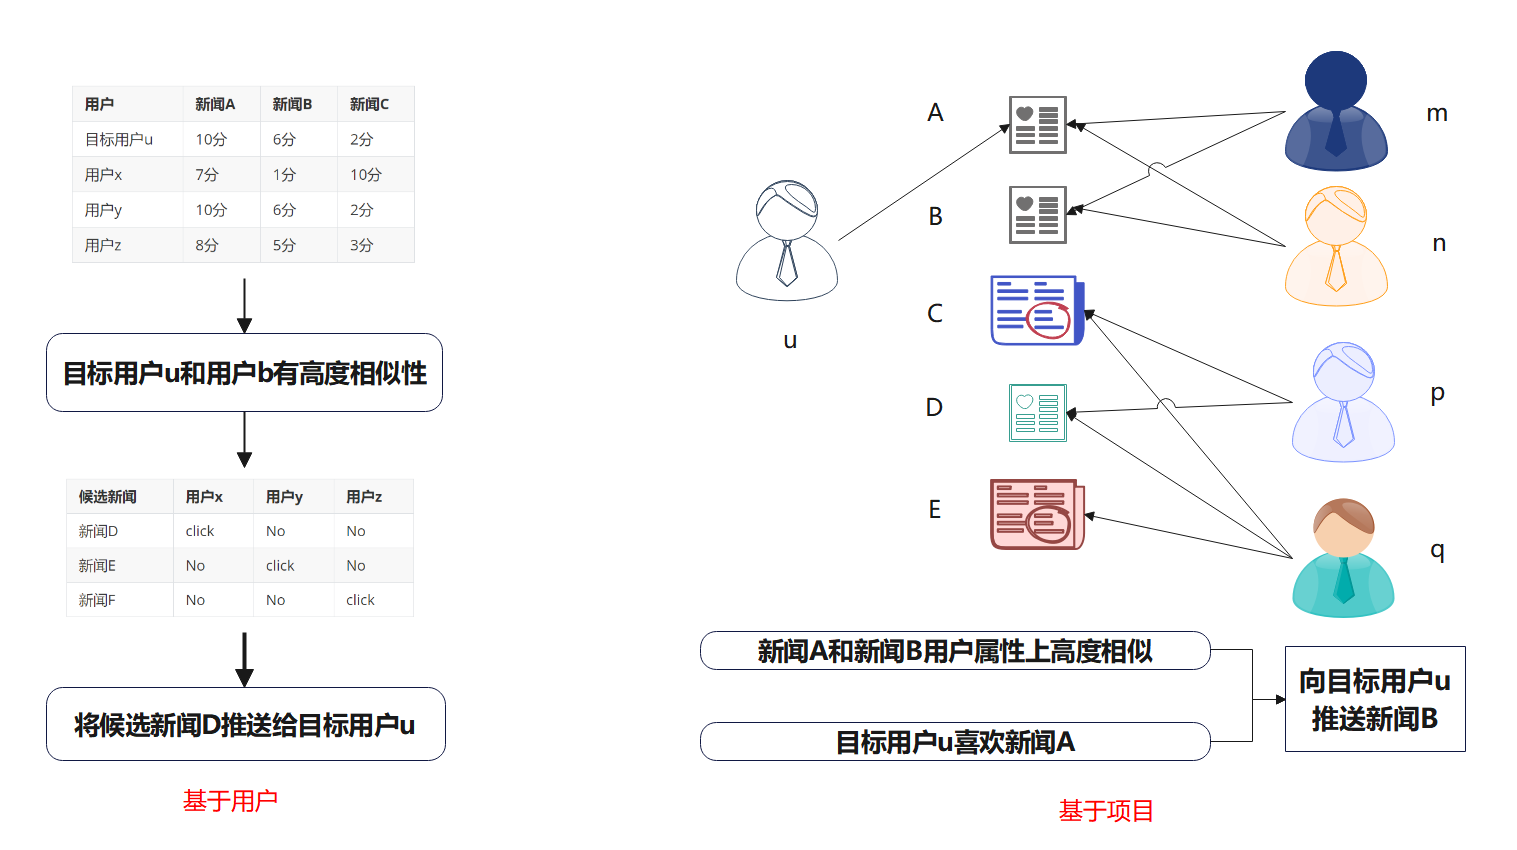 用户 新闻A 新闻B 新闻C
目标用户u 10分 6分 2分
用户x 7分 1分 10分
用户y 10分 6分 2分
用户z 8分 5分 3分
目标用户u和用户b有高度相似性
候选新闻 用户x 用户y 用户z
新闻D click No No
新闻E No click No
新闻F No No click
将候选新闻D推送给目标用户u
基于用户
A
B
C
D
E
u
m
n
p
q
新闻A和新闻B用户属性上高度相似
目标用户u喜欢新闻A
向目标用户u
推送新闻B
基于项目